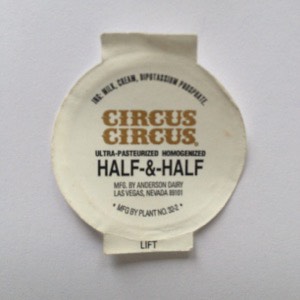 ING: MILK, CREAM, DIPOTASSIUM PHOSPHATE.
CIRCUS
CIRCUS®
ULTRA-PASTEURIZED HOMOGENIZED
HALF-&-HALF
MFG. BY ANDERSON DAIRY
LAS VEGAS, NEVADA 89101
* MFG BY PLANT NO. 32-2 *
LIFT